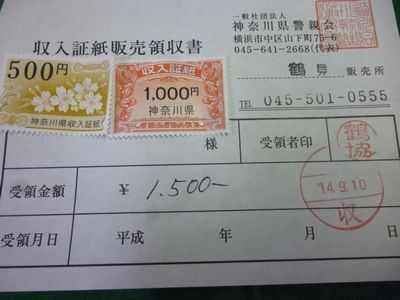 収入証紙販売領収書
一般社団法人
神奈川県警親会
横浜市中区山下町75-6
045-641-2668(代表)
鶴見 販売所
TEL 045-501-0555
500円
神奈川県収入証紙
収入証紙
1,000円
神奈川県
様
受領者印
鶴協
受領金額
¥ 1.500-
'14.9.10
収
受領月日
平成 年 月 日